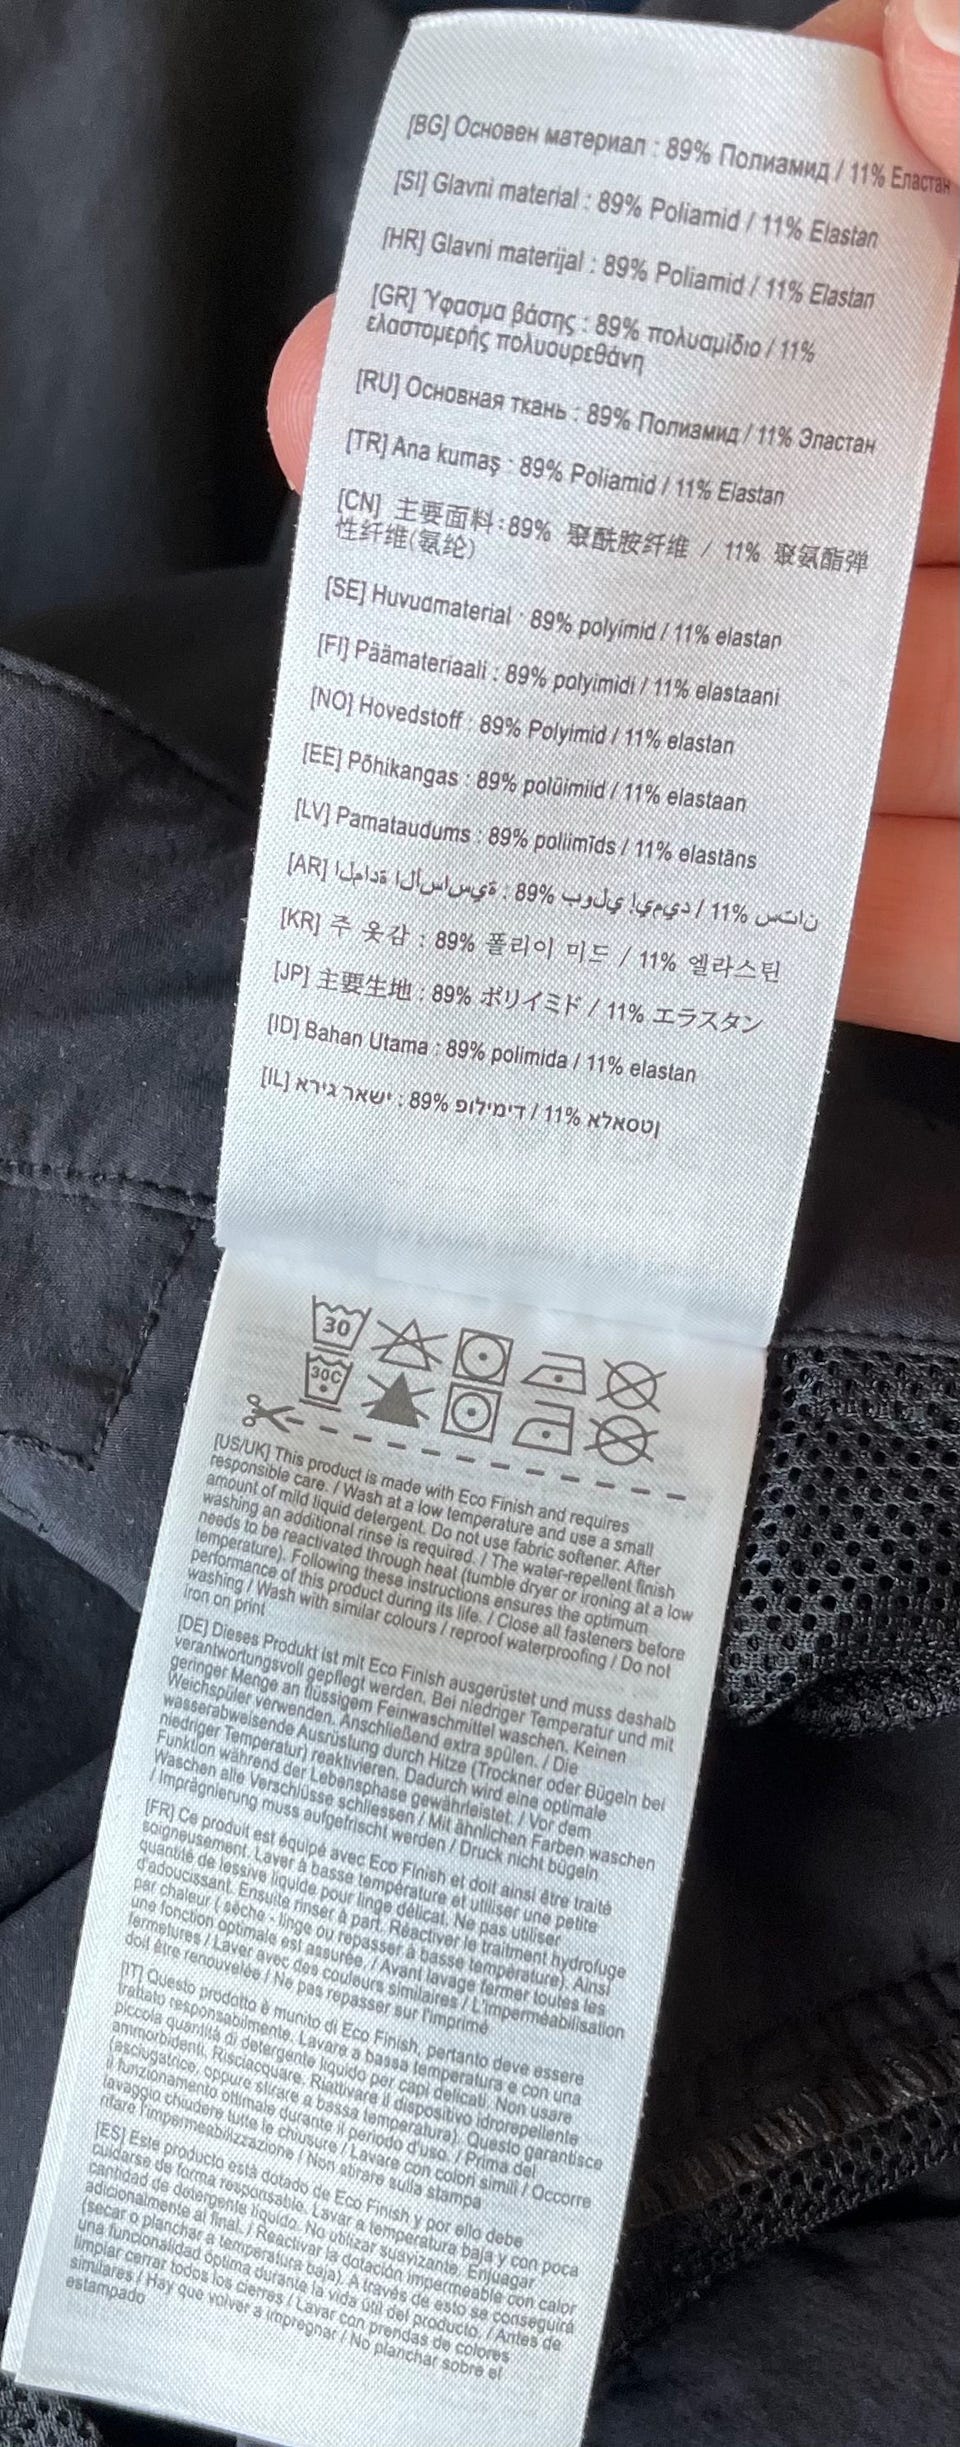 [BG] Основен материал : 89% Полиамид / 11% Еластан
[SI] Glavni material : 89% Poliamid / 11% Elastan
[HR] Glavni materijal : 89% Poliamid / 11% Elastan
[GR] Ύφασμα βάσης : 89% πολυαμίδιο / 11%
ελαστομερής πολυουρεθάνη
[RU] Основная ткань : 89% Полиамид / 11% Эластан
[TR] Ana kumaş : 89% Poliamid / 11% Elastan
[CN] 主要面料:89% 聚酰胺纤维 / 11% 聚氨酯弹
性纤维(氨纶)
[SE] Huvudmaterial : 89% polyimid / 11% elastan
[FI] Päämateriaali : 89% polyimidi / 11% elastaani
[NO] Hovedstoff : 89% Polyimid / 11% elastan
[EE] Põhikangas : 89% polüimiid / 11% elastaan
[LV] Pamataudums : 89% poliimīds / 11% elastāns
[AR] المادة الأساسية : 89% بولي إيميد / 11% ستان
[KR] 주 옷감 : 89% 폴리이 미드 / 11% 엘라스틴
[JP] 主要生地 : 89% ポリイミド / 11% エラスタン
[ID] Bahan Utama : 89% polimida / 11% elastan
[IL] אריג ראשי : 89% פולימיד / 11% אלאסטן
30
30C
[US/UK] This product is made with Eco Finish and requires
responsible care. / Wash at a low temperature and use a small
amount of mild liquid detergent. Do not use fabric softener. After
washing an additional rinse is required. / The water-repellent finish
needs to be reactivated through heat (tumble dryer or ironing at a low
temperature). Following these instructions ensures the optimum
performance of this product during its life. / Close all fasteners before
washing / Wash with similar colours / reproof waterproofing / Do not
iron on print
[DE] Dieses Produkt ist mit Eco Finish ausgerüstet und muss deshalb
verantwortungsvoll gepflegt werden. Bei niedriger Temperatur und mit
geringer Menge an flüssigem Feinwaschmittel waschen. Keinen
Weichspüler verwenden. Anschließend extra spülen. / Die
wasserabweisende Ausrüstung durch Hitze (Trockner oder Bügeln bei
niedriger Temperatur) reaktivieren. Dadurch wird eine optimale
Funktion während der Lebensphase gewährleistet. / Vor dem
Waschen alle Verschlüsse schliessen / Mit ähnlichen Farben waschen
/ Imprägnierung muss aufgefrischt werden / Druck nicht bügeln
[FR] Ce produit est équipé avec Eco Finish et doit ainsi être traité
soigneusement. Laver à basse température et utiliser une petite
quantité de lessive liquide pour linge délicat. Ne pas utiliser
d'adoucissant. Ensuite rinser à part. Réactiver le traitment hydrofuge
par chaleur ( sèche - linge ou repasser à basse température). Ainsi
une fonction optimale est assurée. / Avant lavage fermer toutes les
fermetures / Laver avec des couleurs similaires / L'imperméabilisation
doit être renouvelée / Ne pas repasser sur l'imprimé
[IT] Questo prodotto è munito di Eco Finish, pertanto deve essere
trattato responsabilmente. Lavare a bassa temperatura e con una
piccola quantità di detergente liquido per capi delicati. Non usare
ammorbidenti. Risciacquare. Riattivare il dispositivo idrorepellente
(asciugatrice, oppure stirare a bassa temperatura). Questo garantisce
il funzionamento ottimale durante il periodo d'uso. / Prima del
lavaggio chiudere tutte le chiusure / Lavare con colori simili / Occorre
rifare l'impermeabilizzazione / Non stirare sulla stampa
[ES] Este producto está dotado de Eco Finish y por ello debe
cuidarse de forma responsable. Lavar a temperatura baja y con poca
cantidad de detergente líquido. No utilizar suavizante. Enjuagar
adicionalmente al final. / Reactivar la dotación impermeable con calor
(secar o planchar a temperatura baja). A través de esto se conseguirá
una funcionalidad óptima durante la vida útil del producto. / Antes de
limpiar cerrar todos los cierres / Lavar con prendas de colores
similares / Hay que volver a impregnar / No planchar sobre el
estampado